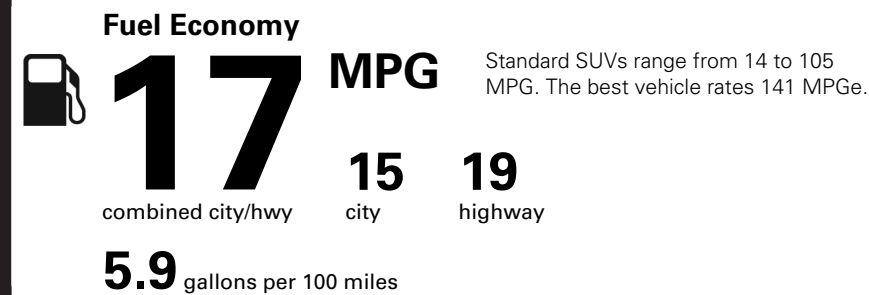 Fuel Economy
17 MPG
Standard SUVs range from 14 to 105
MPG. The best vehicle rates 141 MPGe.
15 19
combined city/hwy city highway
5.9 gallons per 100 miles